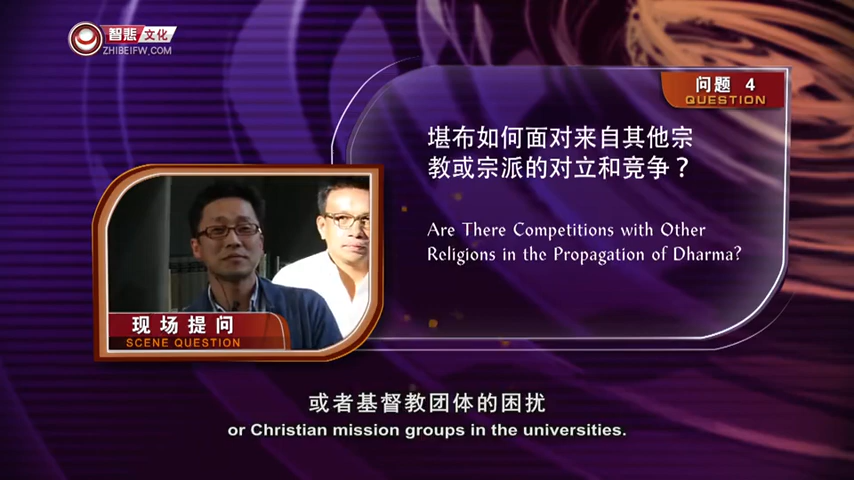 智悲文化
ZHIBEIFW.COM
问题 4
QUESTION
堪布如何面对来自其他宗
教或宗派的对立和竞争？
Are There Competitions with Other
Religions in the Propagation of Dharma?
现场提问
SCENE QUESTION
或者基督教团体的困扰
or Christian mission groups in the universities.